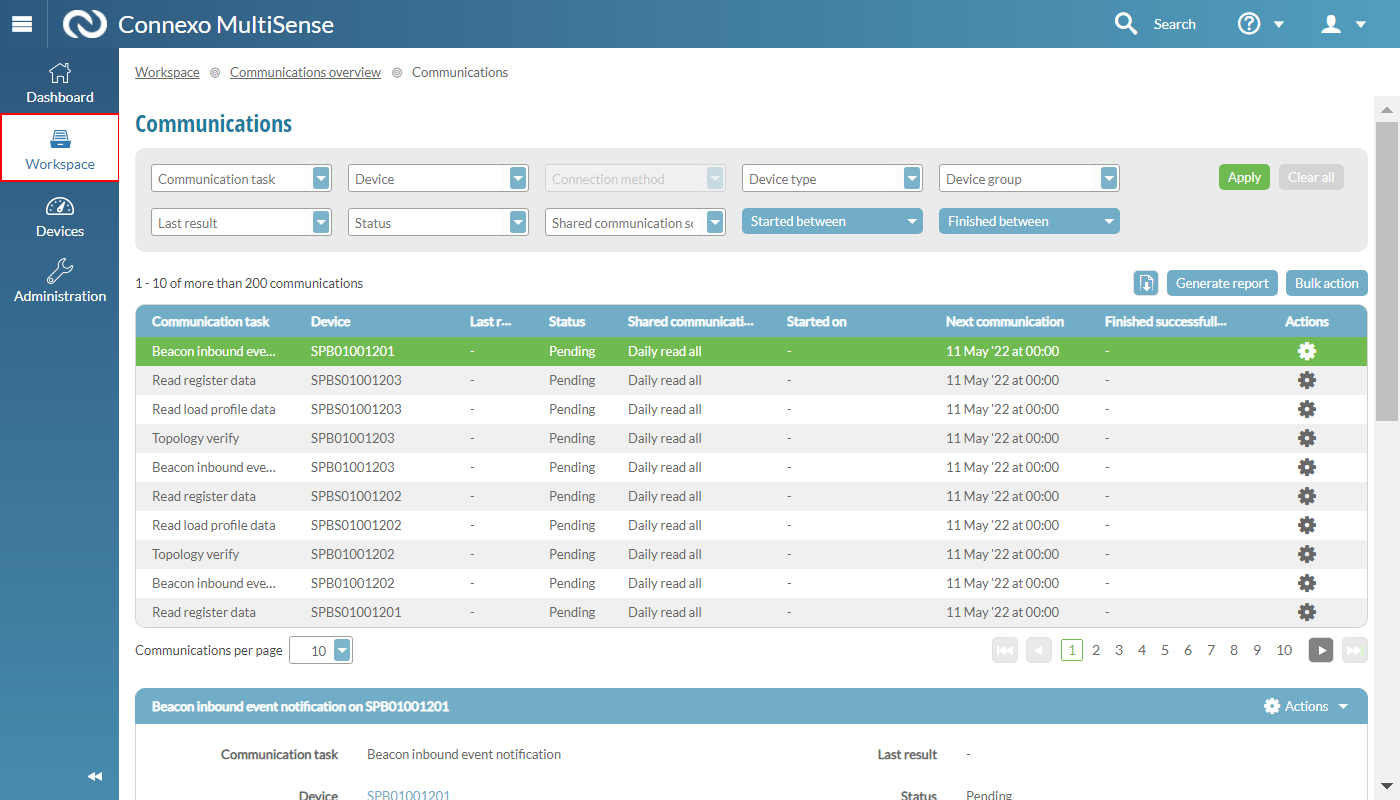 Connexo MultiSense
Search
Dashboard
Workspace
Devices
Administration
Workspace Communications overview Communications
Communications
Communication task Device Connection method Device type Device group Apply Clear all
Last result Status Shared communication sc Started between Finished between
1 - 10 of more than 200 communications Generate report Bulk action
Communication task Device Last r... Status Shared communicati... Started on Next communication Finished successfull... Actions
Beacon inbound eve... SPB01001201 - Pending Daily read all - 11 May '22 at 00:00 -
Read register data SPBS01001203 - Pending Daily read all - 11 May '22 at 00:00 -
Read load profile data SPBS01001203 - Pending Daily read all - 11 May '22 at 00:00 -
Topology verify SPB01001203 - Pending Daily read all - 11 May '22 at 00:00 -
Beacon inbound eve... SPB01001203 - Pending Daily read all - 11 May '22 at 00:00 -
Read register data SPBS01001202 - Pending Daily read all - 11 May '22 at 00:00 -
Read load profile data SPBS01001202 - Pending Daily read all - 11 May '22 at 00:00 -
Topology verify SPB01001202 - Pending Daily read all - 11 May '22 at 00:00 -
Beacon inbound eve... SPB01001202 - Pending Daily read all - 11 May '22 at 00:00 -
Read register data SPBS01001201 - Pending Daily read all - 11 May '22 at 00:00 -
Communications per page 10 1 2 3 4 5 6 7 8 9 10
Beacon inbound event notification on SPB01001201 Actions
Communication task Beacon inbound event notification Last result -
Device SPB01001201 Status Pending